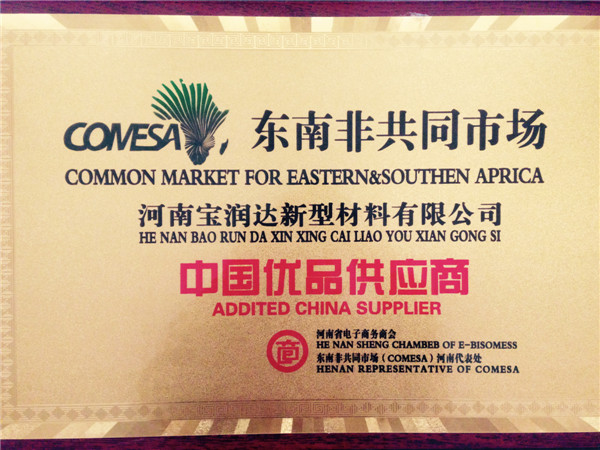 COMESA 东南非共同市场
COMMON MARKET FOR EASTERN&SOUTHEN APRICA
河南宝润达新型材料有限公司
HE NAN BAO RUN DA XIN XING CAI LIAO YOU XIAN GONG SI
中国优品供应商
ADDITED CHINA SUPPLIER
河南省电子商务商会
HE NAN SHENG CHAMBEB OF E-BISOMESS
东南非共同市场（COMESA）河南代表处
HENAN REPRESENTATIVE OF COMESA